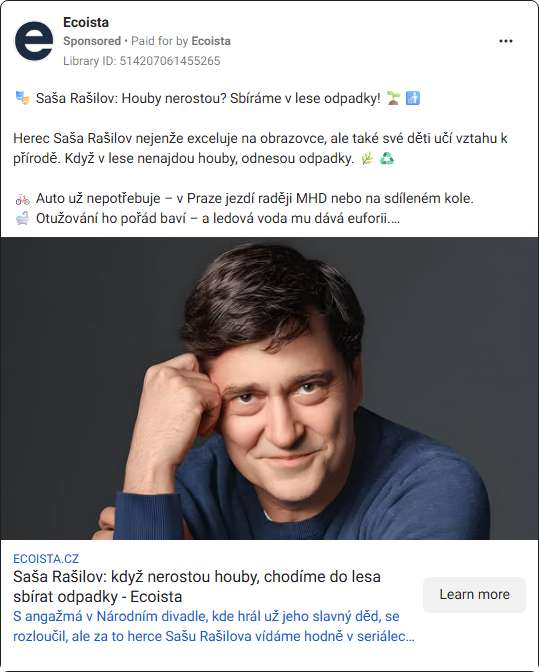 Ecoista
Sponsored • Paid for by Ecoista
Library ID: 514207061455265
🎭 Saša Rašilov: Houby nerostou? Sbíráme v lese odpadky! 🌱 🚮
Herec Saša Rašilov nejenže exceluje na obrazovce, ale také své děti učí vztahu k
přírodě. Když v lese nenajdou houby, odnesou odpadky. 🌿 ♻️
🚲 Auto už nepotřebuje – v Praze jezdí raději MHD nebo na sdíleném kole.
🛀 Otužování ho pořád baví – a ledová voda mu dává euforii....
ECOISTA.CZ
Saša Rašilov: když nerostou houby, chodíme do lesa
sbírat odpadky - Ecoista
Learn more
S angažmá v Národním divadle, kde hrál už jeho slavný děd, se
rozloučil, ale za to herce Sašu Rašilova vídáme hodně v seriálec...